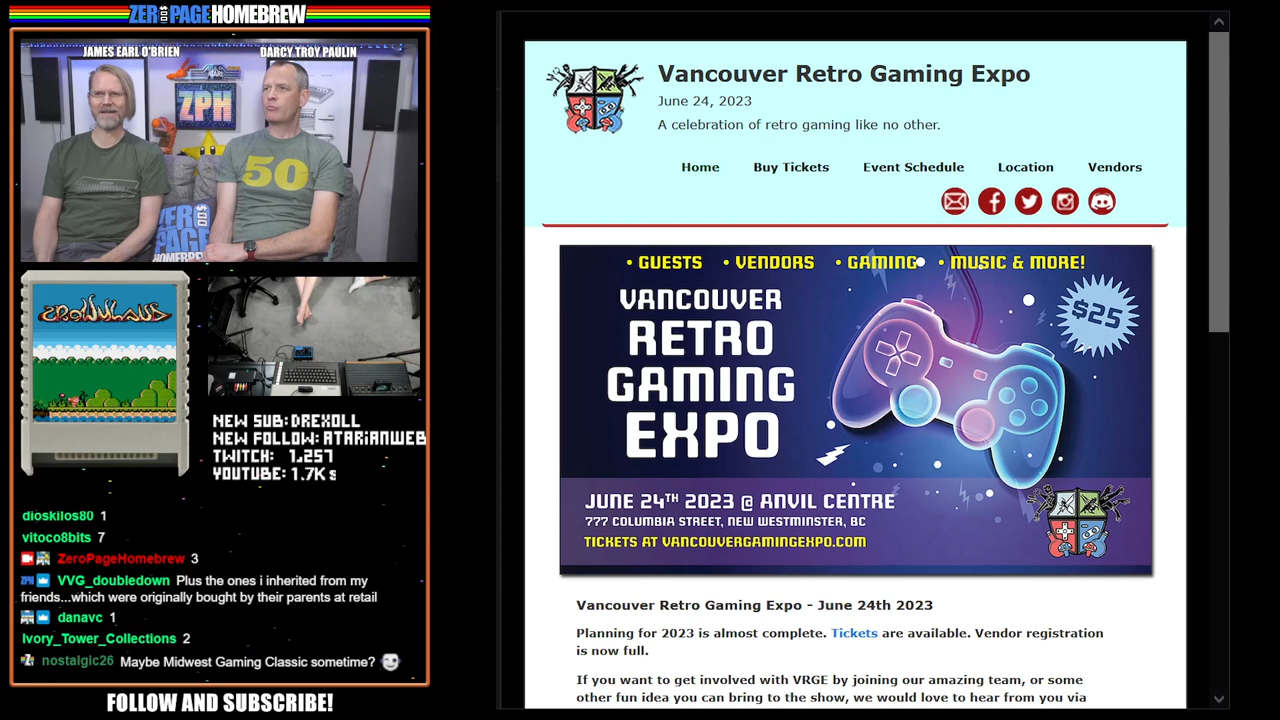 ZERO PAGE HOMEBREW
JAMES EARL O'BRIEN
DARCY TROY PAULIN
ATARI
ZPH
50
ZERO
PAGE
HOMEBREW
NEW SUB: DREXOLL
NEW FOLLOW: ATARIANWEB
TWITCH: 1,257
YOUTUBE: 1.7K s
dioskilos80 1
vitoco8bits 7
ZeroPageHomebrew 3
VVG_doubledown Plus the ones i inherited from my
friends...which were originally bought by their parents at retail
danavc 1
Ivory_Tower_Collections 2
nostalgic26 Maybe Midwest Gaming Classic sometime?
FOLLOW AND SUBSCRIBE!
Vancouver Retro Gaming Expo
June 24, 2023
A celebration of retro gaming like no other.
Home Buy Tickets Event Schedule Location Vendors
• GUESTS • VENDORS • GAMING • MUSIC & MORE!
VANCOUVER
RETRO
GAMING
EXPO
$25
JUNE 24TH 2023 @ ANVIL CENTRE
777 COLUMBIA STREET, NEW WESTMINSTER, BC
TICKETS AT VANCOUVERGAMINGEXPO.COM
Vancouver Retro Gaming Expo - June 24th 2023
Planning for 2023 is almost complete. Tickets are available. Vendor registration
is now full.
If you want to get involved with VRGE by joining our amazing team, or some
other fun idea you can bring to the show, we would love to hear from you via